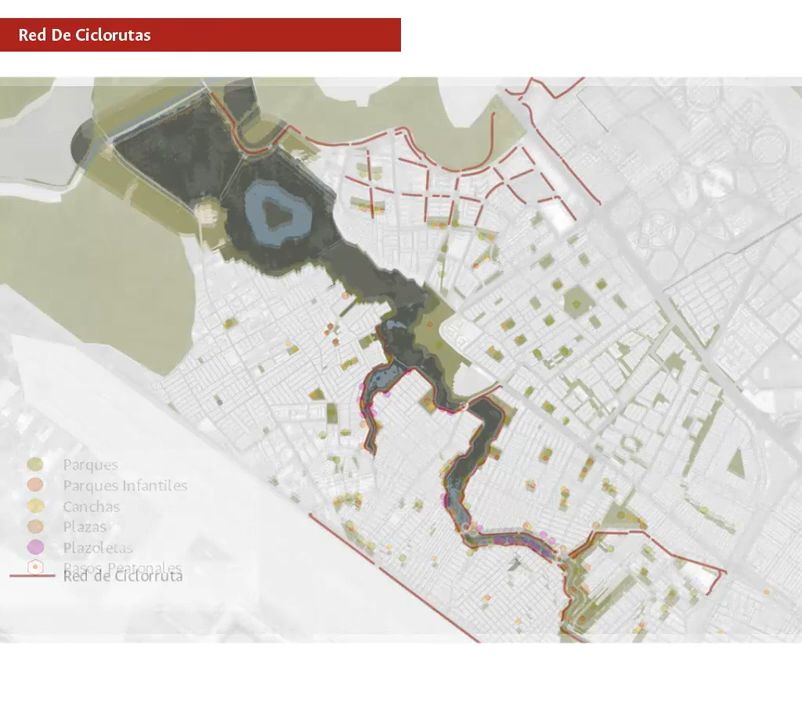 Red De Ciclorutas
Parques
Parques Infantiles
Canchas
Plazas
Plazoletas
Pasos Peatonales
Red de Ciclorruta